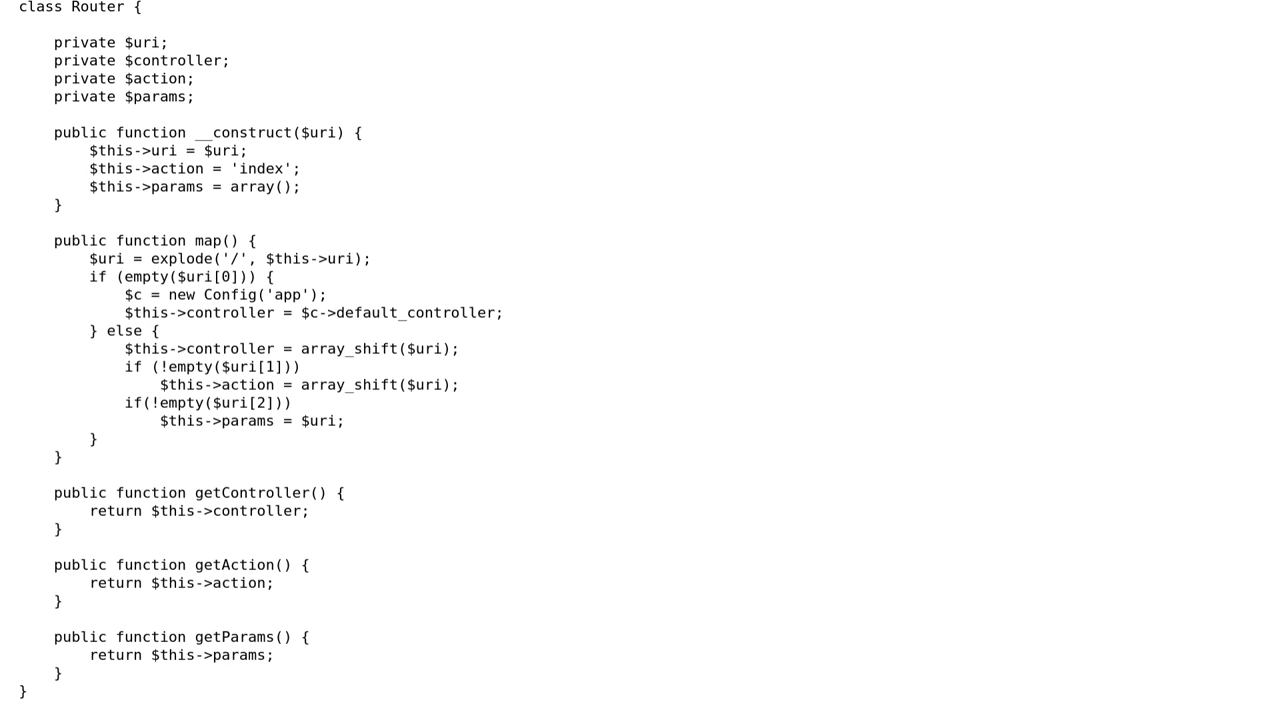 class Router {

    private $uri;
    private $controller;
    private $action;
    private $params;

    public function __construct($uri) {
        $this->uri = $uri;
        $this->action = 'index';
        $this->params = array();
    }

    public function map() {
        $uri = explode('/', $this->uri);
        if (empty($uri[0])) {
            $c = new Config('app');
            $this->controller = $c->default_controller;
        } else {
            $this->controller = array_shift($uri);
            if (!empty($uri[1]))
                $this->action = array_shift($uri);
            if(!empty($uri[2]))
                $this->params = $uri;
        }
    }

    public function getController() {
        return $this->controller;
    }

    public function getAction() {
        return $this->action;
    }

    public function getParams() {
        return $this->params;
    }
}